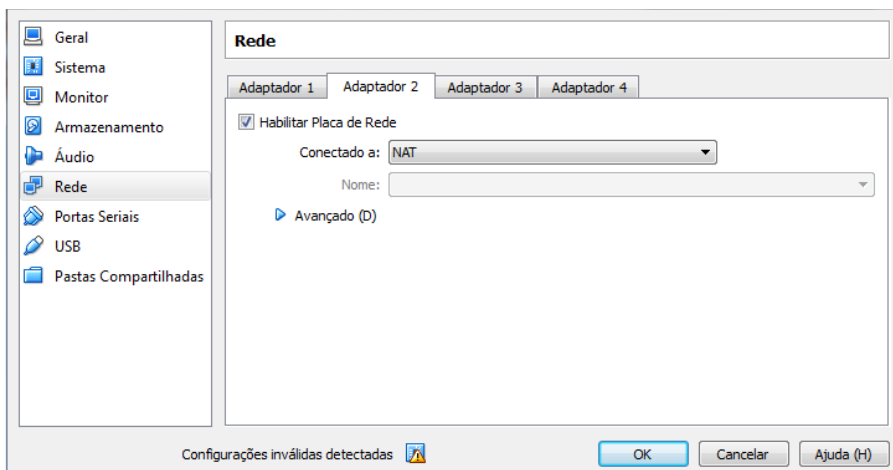 Geral
Sistema
Monitor
Armazenamento
Áudio
Rede
Portas Seriais
USB
Pastas Compartilhadas
Rede
Adaptador 1 Adaptador 2 Adaptador 3 Adaptador 4
Habilitar Placa de Rede
Conectado a: NAT
Nome:
Avançado (D)
Configurações inválidas detectadas OK Cancelar Ajuda (H)